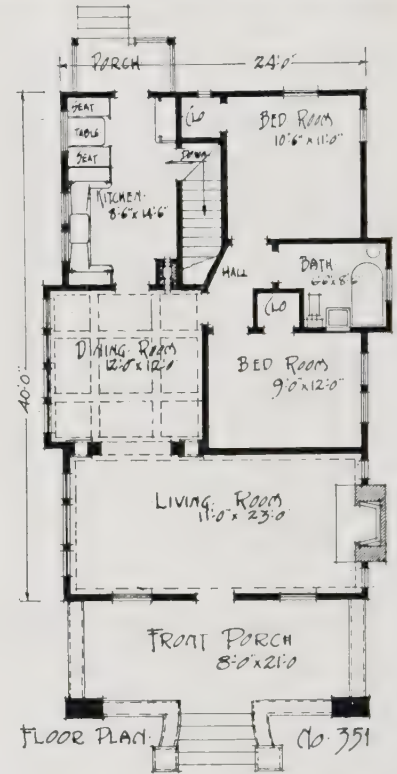 PORCH
24'-0"
SEAT
TABLE
SEAT
CLO
BED ROOM
10'-6" x 11'-0"
DOWN
KITCHEN
8'-6" x 14'-6"
HALL
BATH
6'6" x 8'6
CLO
DINING ROOM
12'-0" x 12'-0"
BED ROOM
9'-0" x 12'-0"
40'-0"
LIVING ROOM
11'-0" x 23'-0
FRONT PORCH
8'-0" x 21'-0
FLOOR PLAN.
No. 351